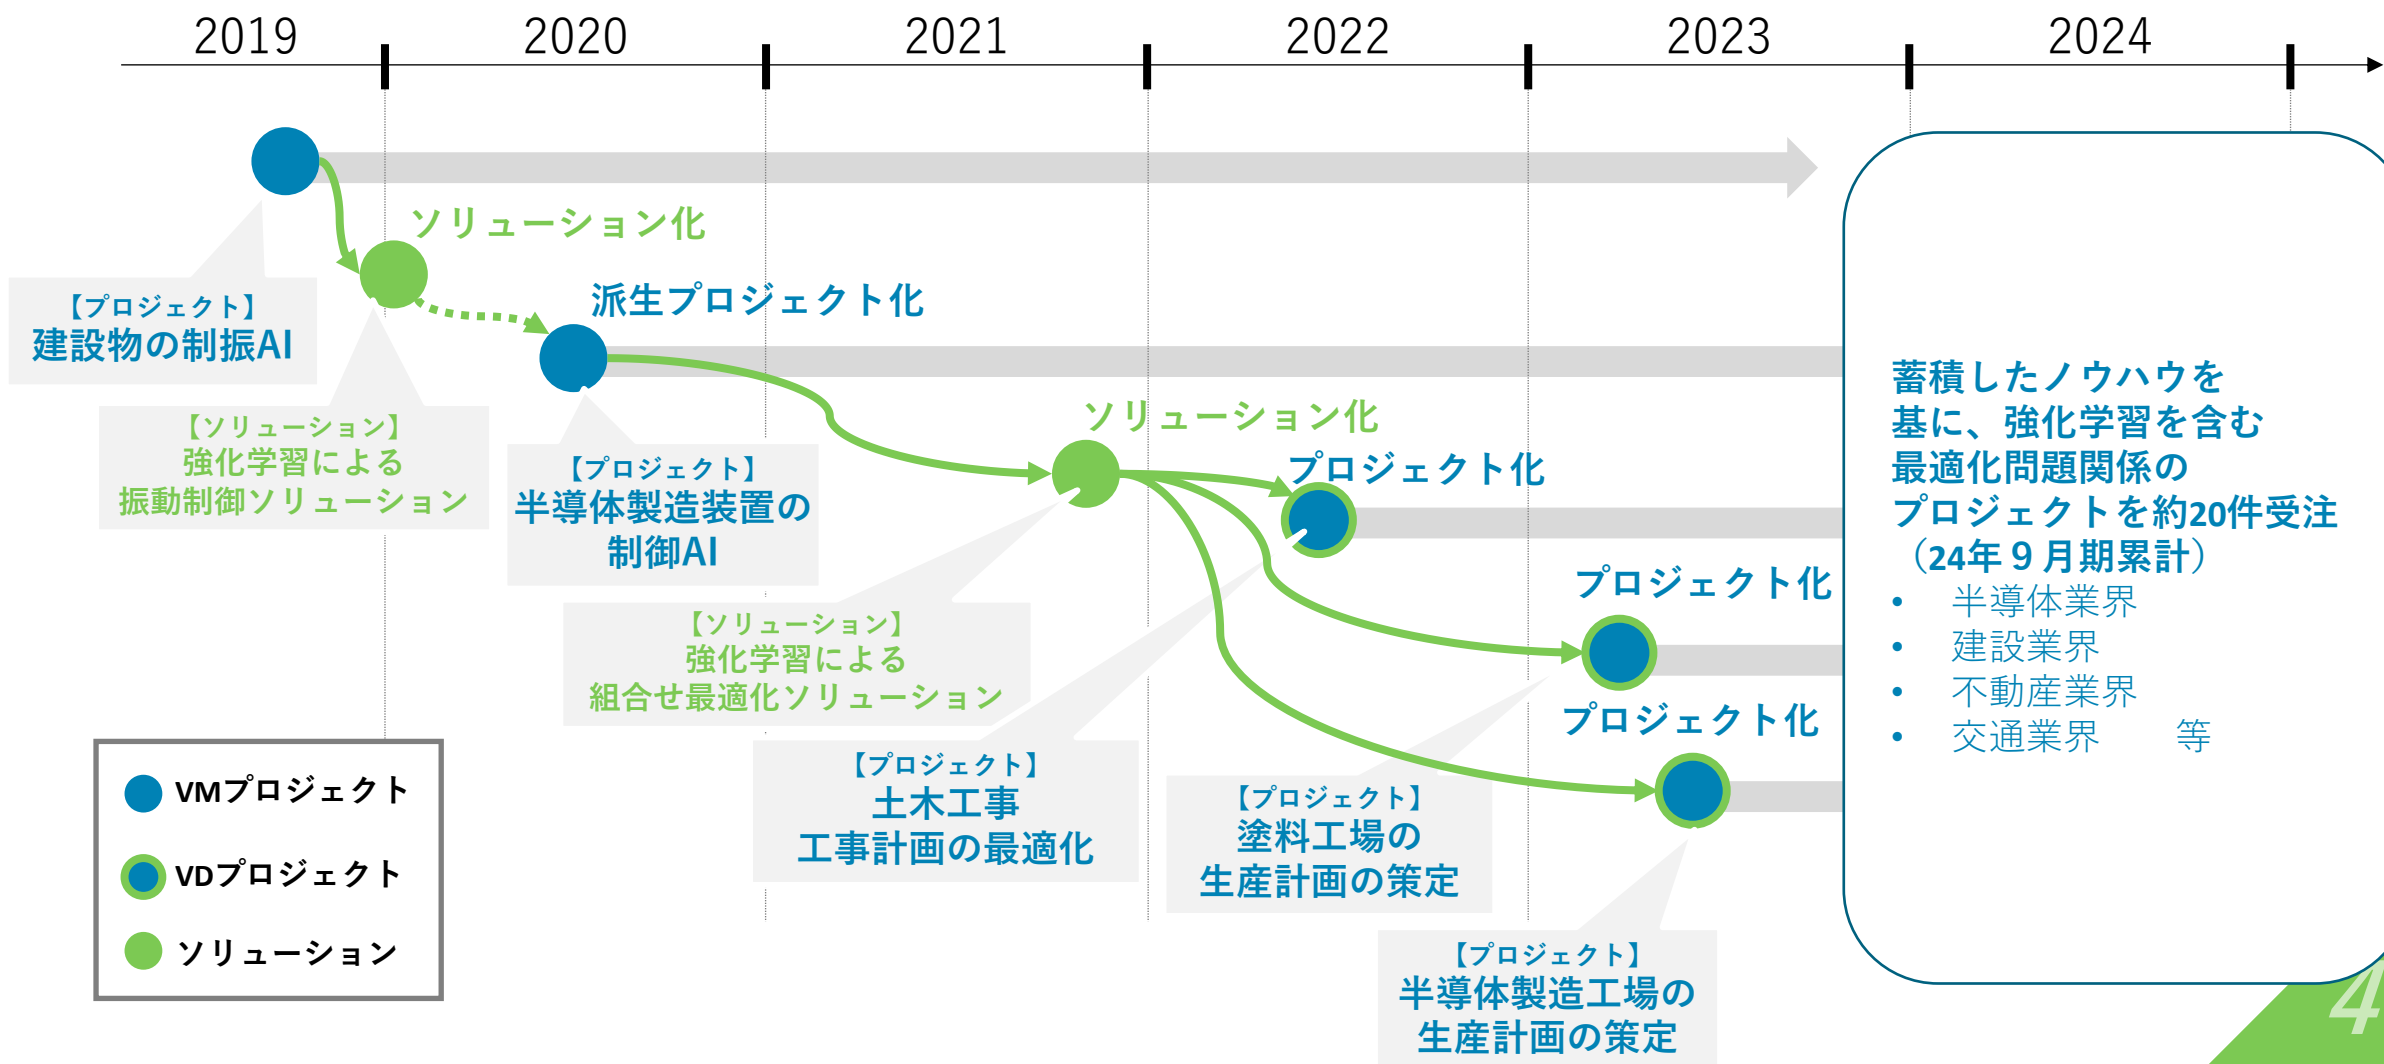 2019
2020
2021
2022
2023
2024
ソリューション化
【プロジェクト】
建設物の制振AI
派生プロジェクト化
【ソリューション】
強化学習による
振動制御ソリューション
【プロジェクト】
半導体製造装置の
制御AI
ソリューション化
プロジェクト化
【ソリューション】
強化学習による
組合せ最適化ソリューション
プロジェクト化
プロジェクト化
【プロジェクト】
土木工事
工事計画の最適化
【プロジェクト】
塗料工場の
生産計画の策定
【プロジェクト】
半導体製造工場の
生産計画の策定
蓄積したノウハウを
基に、強化学習を含む
最適化問題関係の
プロジェクトを約20件受注
（24年９月期累計）
• 半導体業界
• 建設業界
• 不動産業界
• 交通業界　　等
VMプロジェクト
VDプロジェクト
ソリューション
4